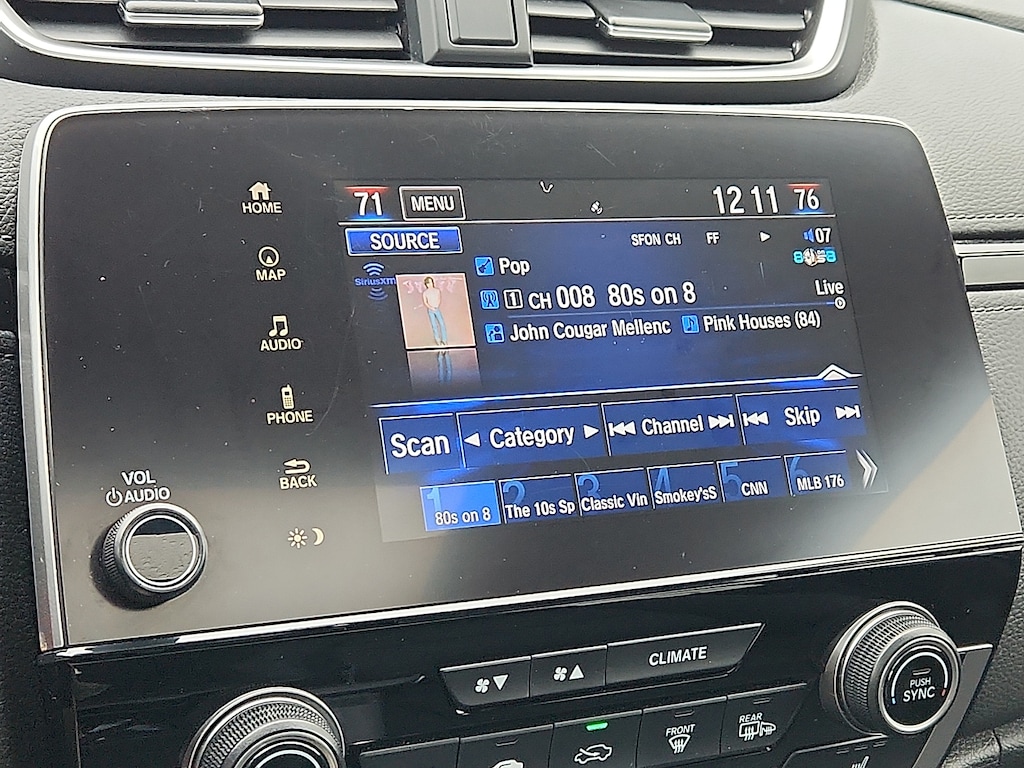 71 MENU 12 11 76
SOURCE SFON CH FF 07
HOME
SiriusXM Pop
MAP
1 CH 008 80s on 8 Live
John Cougar Mellenc Pink Houses (84)
AUDIO
PHONE
Scan Category Channel Skip
BACK
1 2 3 4 5 6
80s on 8 The 10s Sp Classic Vin Smokey'sS CNN MLB 176
VOL
AUDIO
CLIMATE
PUSH
SYNC
FRONT
REAR